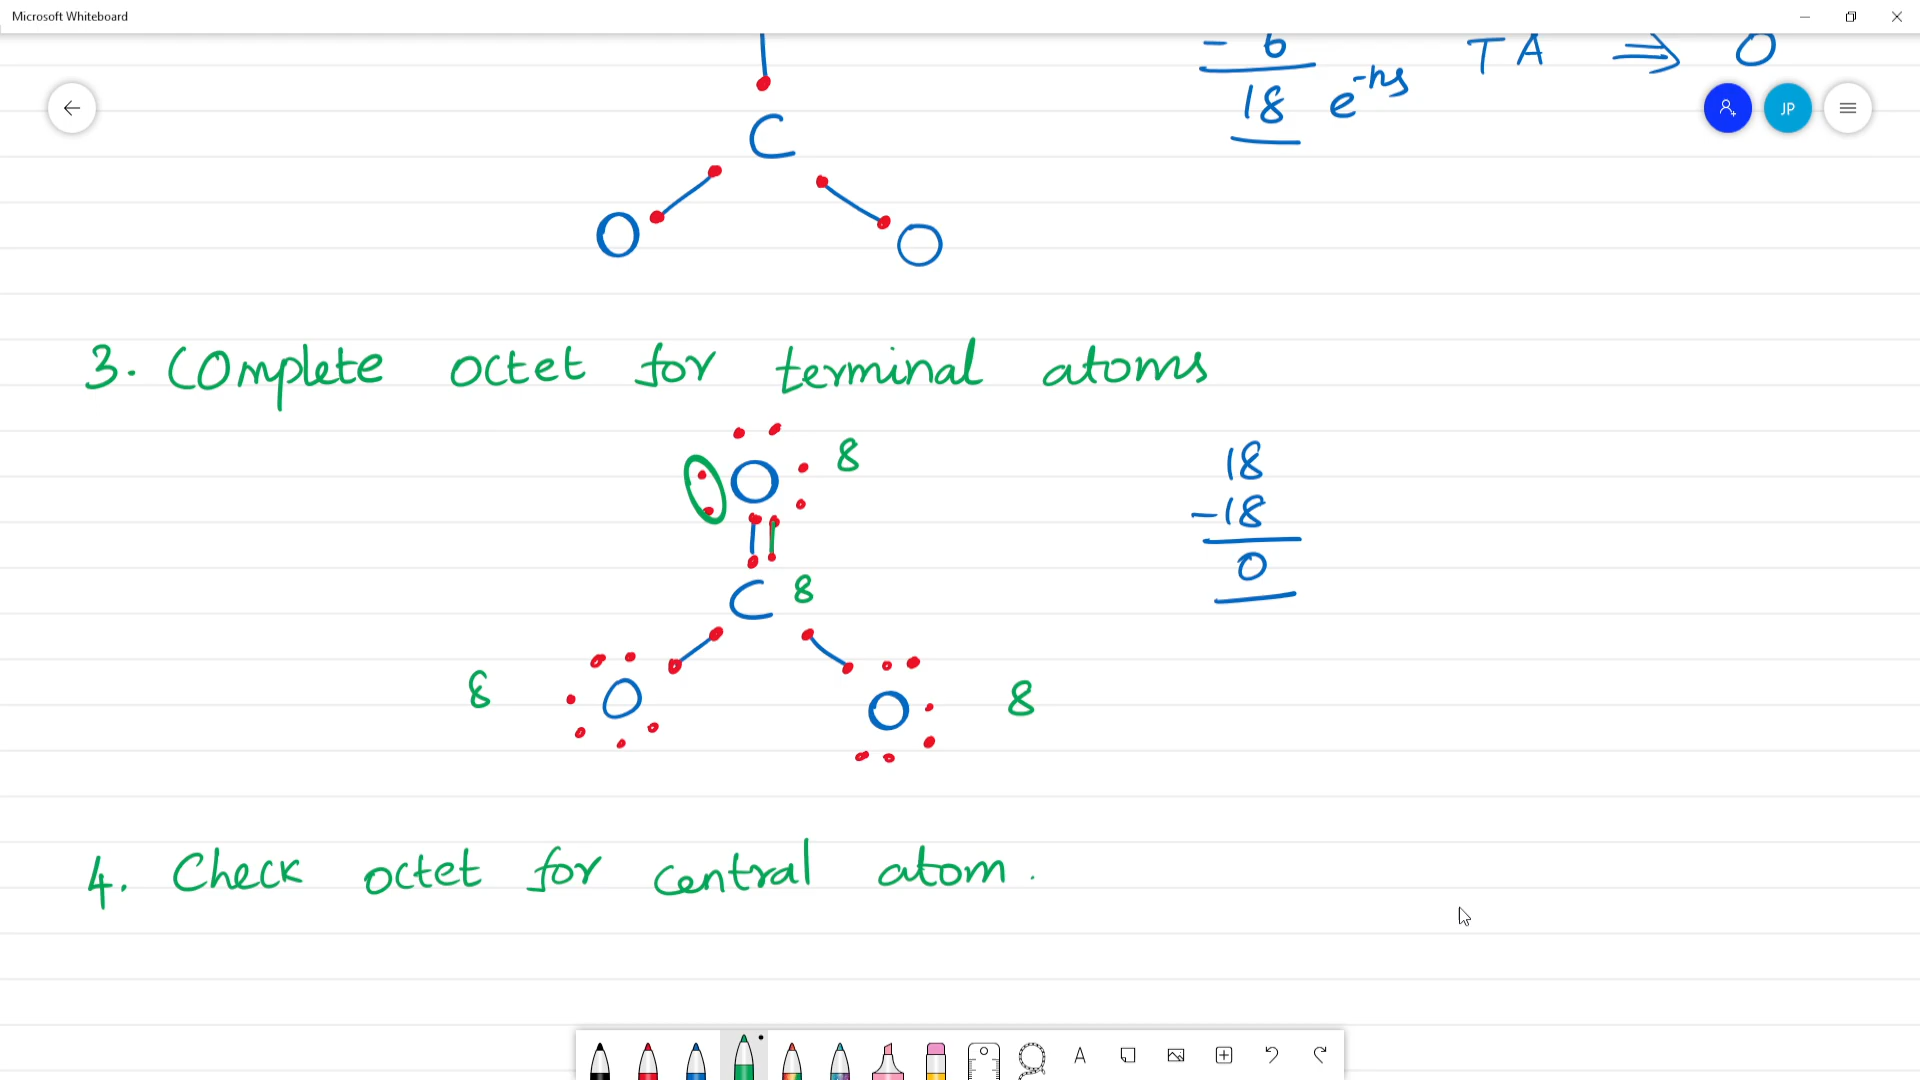 Microsoft Whiteboard
- 6
T A ⇒ O
18 e-ns
JP
C
O O
3. Complete octet for terminal atoms
O 8
18
-18
0
C 8
8 O O 8
4. Check octet for central atom.
A